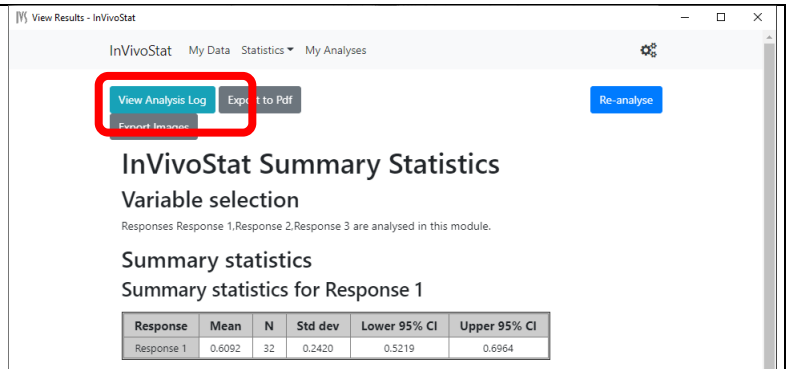 View Results - InVivoStat
InVivoStat My Data Statistics My Analyses
View Analysis Log Export to Pdf Re-analyse
Export Images
InVivoStat Summary Statistics
Variable selection
Responses Response 1,Response 2,Response 3 are analysed in this module.
Summary statistics
Summary statistics for Response 1
Response Mean N Std dev Lower 95% CI Upper 95% CI
Response 1 0.6092 32 0.2420 0.5219 0.6964